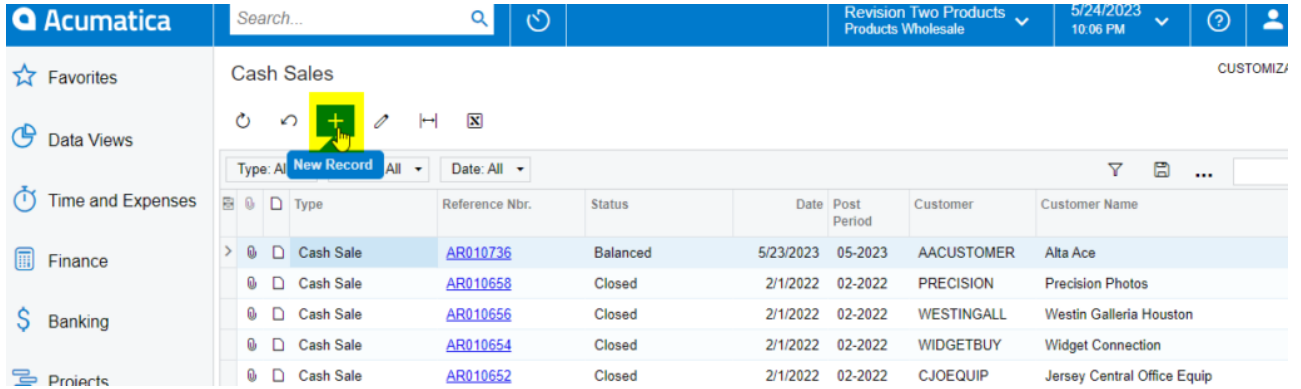 Acumatica
Search...
Revision Two Products
Products Wholesale
5/24/2023
10:06 PM
Favorites
Data Views
Time and Expenses
Finance
Banking
Projects
Cash Sales
CUSTOMIZA
New Record
Type: Al
All
Date: All
Type Reference Nbr. Status Date Post Period Customer Customer Name
Cash Sale AR010736 Balanced 5/23/2023 05-2023 AACUSTOMER Alta Ace
Cash Sale AR010658 Closed 2/1/2022 02-2022 PRECISION Precision Photos
Cash Sale AR010656 Closed 2/1/2022 02-2022 WESTINGALL Westin Galleria Houston
Cash Sale AR010654 Closed 2/1/2022 02-2022 WIDGETBUY Widget Connection
Cash Sale AR010652 Closed 2/1/2022 02-2022 CJOEQUIP Jersey Central Office Equip